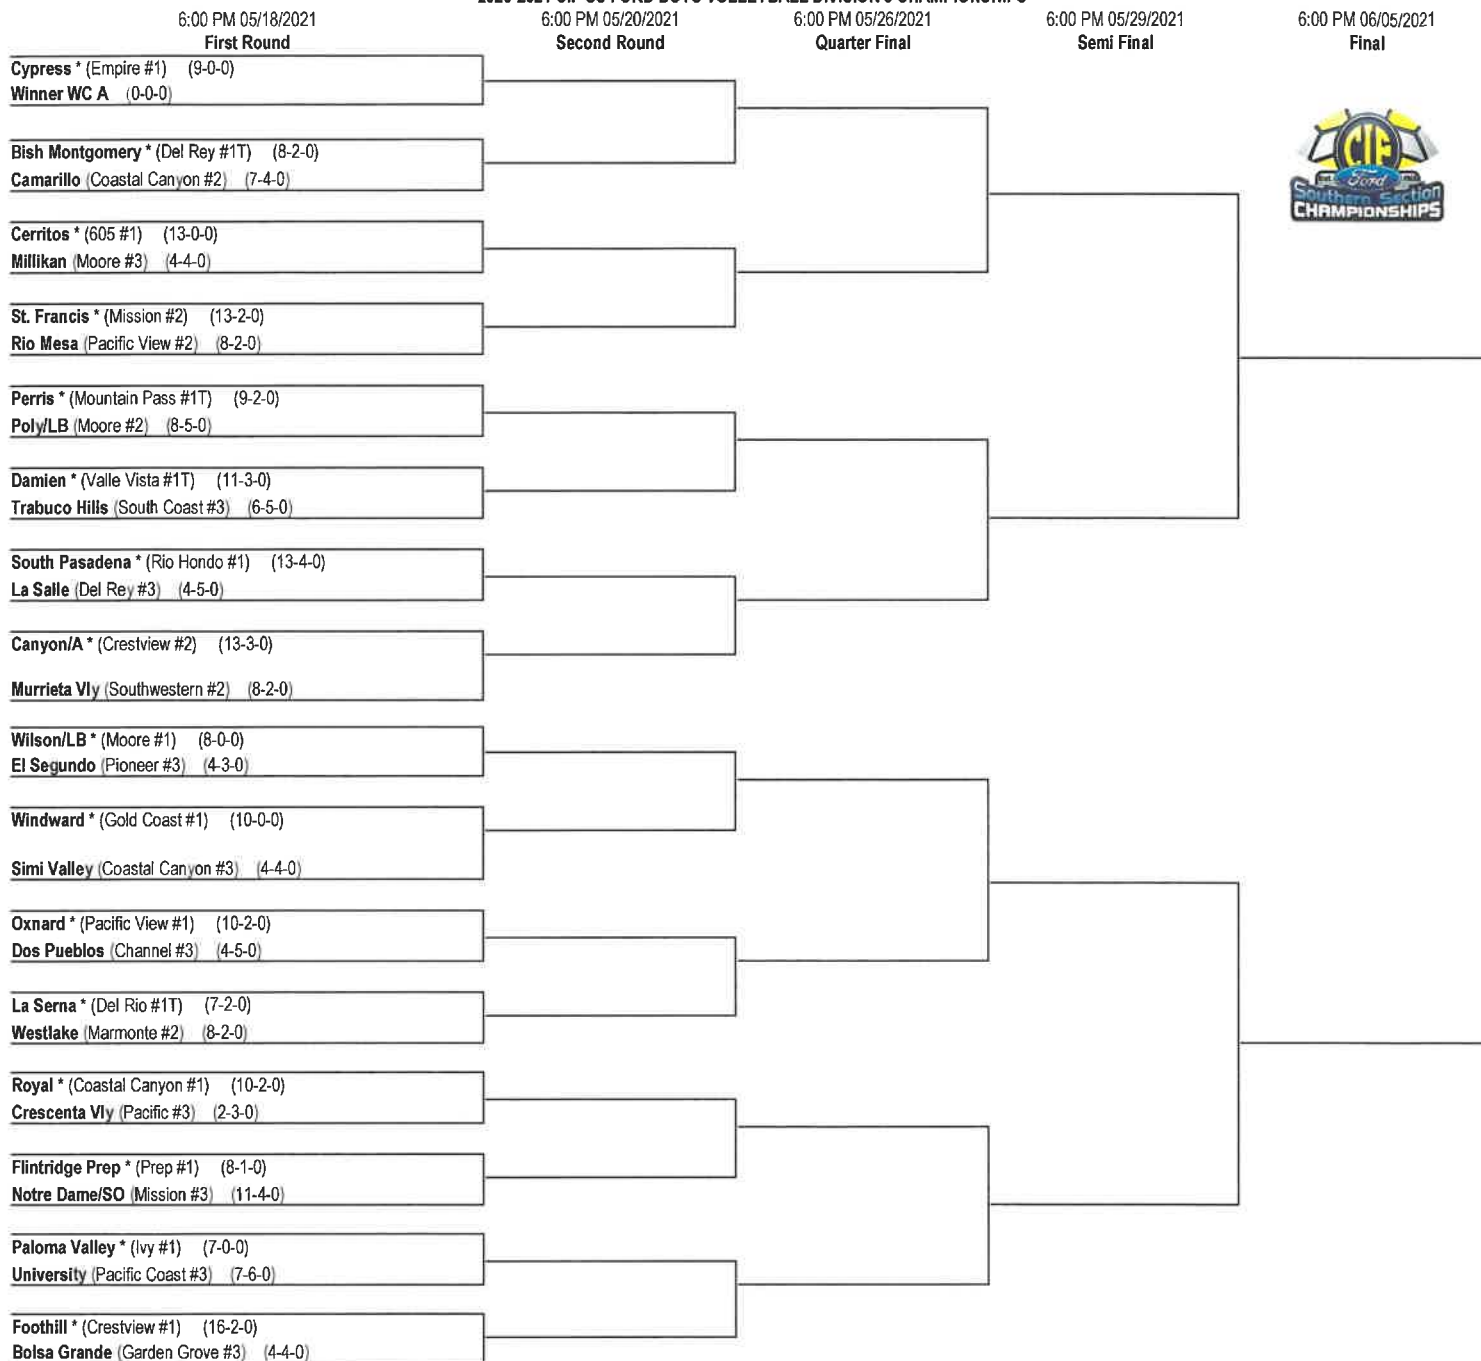 6:00 PM 05/18/2021
First Round
6:00 PM 05/20/2021
Second Round
6:00 PM 05/26/2021
Quarter Final
6:00 PM 05/29/2021
Semi Final
6:00 PM 06/05/2021
Final
CIF
Ford
Southern Section
CHAMPIONSHIPS
Cypress * (Empire #1) (9-0-0)
Winner WC A (0-0-0)
Bish Montgomery * (Del Rey #1T) (8-2-0)
Camarillo (Coastal Canyon #2) (7-4-0)
Cerritos * (605 #1) (13-0-0)
Millikan (Moore #3) (4-4-0)
St. Francis * (Mission #2) (13-2-0)
Rio Mesa (Pacific View #2) (8-2-0)
Perris * (Mountain Pass #1T) (9-2-0)
Poly/LB (Moore #2) (8-5-0)
Damien * (Valle Vista #1T) (11-3-0)
Trabuco Hills (South Coast #3) (6-5-0)
South Pasadena * (Rio Hondo #1) (13-4-0)
La Salle (Del Rey #3) (4-5-0)
Canyon/A * (Crestview #2) (13-3-0)
Murrieta Vly (Southwestern #2) (8-2-0)
Wilson/LB * (Moore #1) (8-0-0)
El Segundo (Pioneer #3) (4-3-0)
Windward * (Gold Coast #1) (10-0-0)
Simi Valley (Coastal Canyon #3) (4-4-0)
Oxnard * (Pacific View #1) (10-2-0)
Dos Pueblos (Channel #3) (4-5-0)
La Serna * (Del Rio #1T) (7-2-0)
Westlake (Marmonte #2) (8-2-0)
Royal * (Coastal Canyon #1) (10-2-0)
Crescenta Vly (Pacific #3) (2-3-0)
Flintridge Prep * (Prep #1) (8-1-0)
Notre Dame/SO (Mission #3) (11-4-0)
Paloma Valley * (Ivy #1) (7-0-0)
University (Pacific Coast #3) (7-6-0)
Foothill * (Crestview #1) (16-2-0)
Bolsa Grande (Garden Grove #3) (4-4-0)